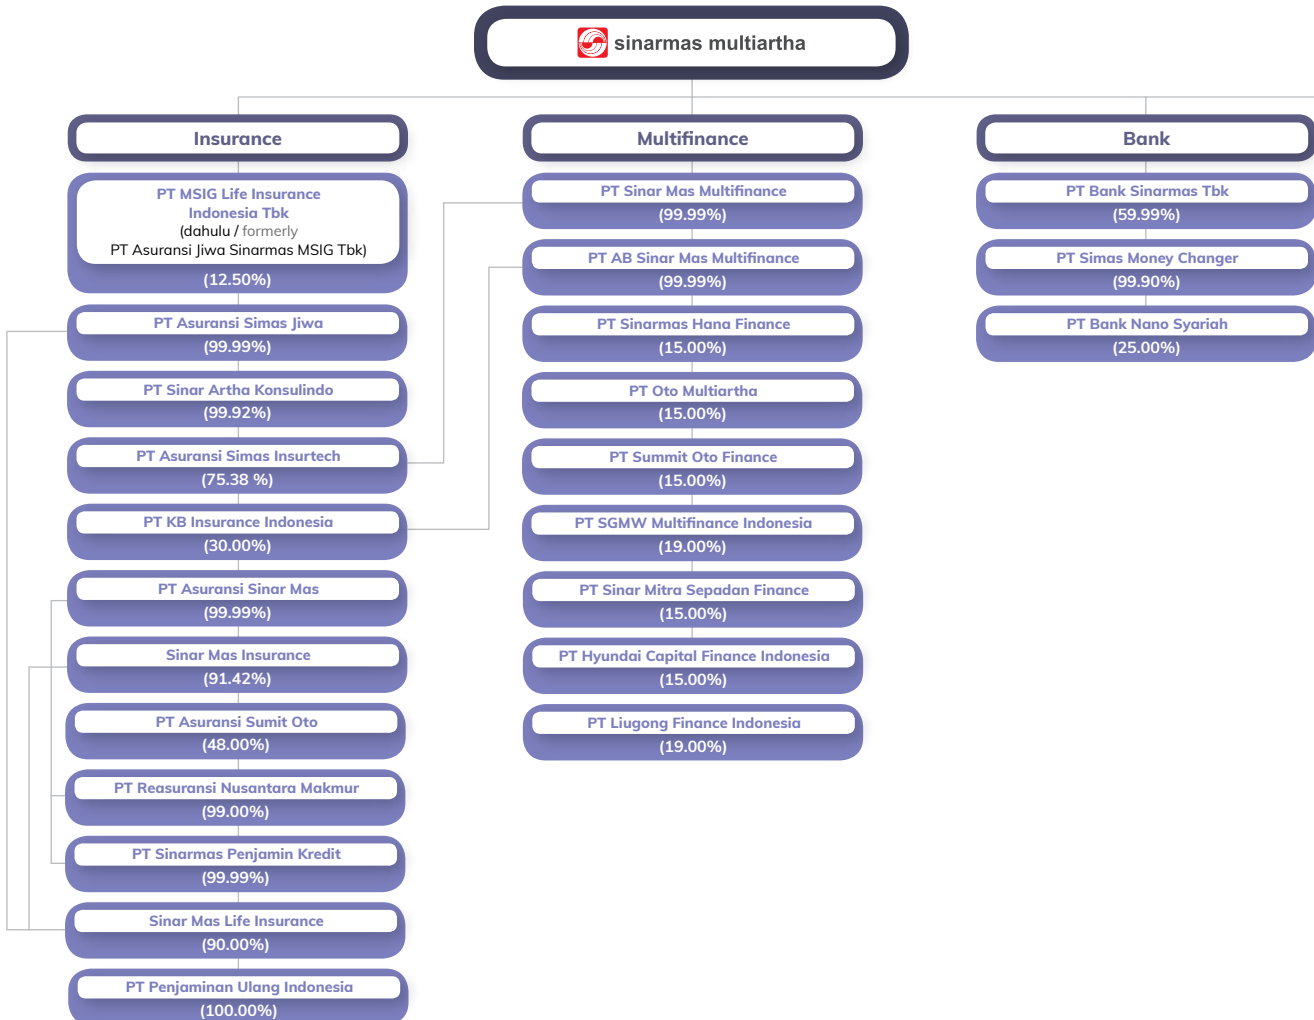 sinarmas multiartha
Insurance
PT MSIG Life Insurance
Indonesia Tbk
(dahulu / formerly
PT Asuransi Jiwa Sinarmas MSIG Tbk)
(12.50%)
PT Asuransi Simas Jiwa
(99.99%)
PT Sinar Artha Konsulindo
(99.92%)
PT Asuransi Simas Insurtech
(75.38 %)
PT KB Insurance Indonesia
(30.00%)
PT Asuransi Sinar Mas
(99.99%)
Sinar Mas Insurance
(91.42%)
PT Asuransi Sumit Oto
(48.00%)
PT Reasuransi Nusantara Makmur
(99.00%)
PT Sinarmas Penjamin Kredit
(99.99%)
Sinar Mas Life Insurance
(90.00%)
PT Penjaminan Ulang Indonesia
(100.00%)
Multifinance
PT Sinar Mas Multifinance
(99.99%)
PT AB Sinar Mas Multifinance
(99.99%)
PT Sinarmas Hana Finance
(15.00%)
PT Oto Multiartha
(15.00%)
PT Summit Oto Finance
(15.00%)
PT SGMW Multifinance Indonesia
(19.00%)
PT Sinar Mitra Sepadan Finance
(15.00%)
PT Hyundai Capital Finance Indonesia
(15.00%)
PT Liugong Finance Indonesia
(19.00%)
Bank
PT Bank Sinarmas Tbk
(59.99%)
PT Simas Money Changer
(99.90%)
PT Bank Nano Syariah
(25.00%)